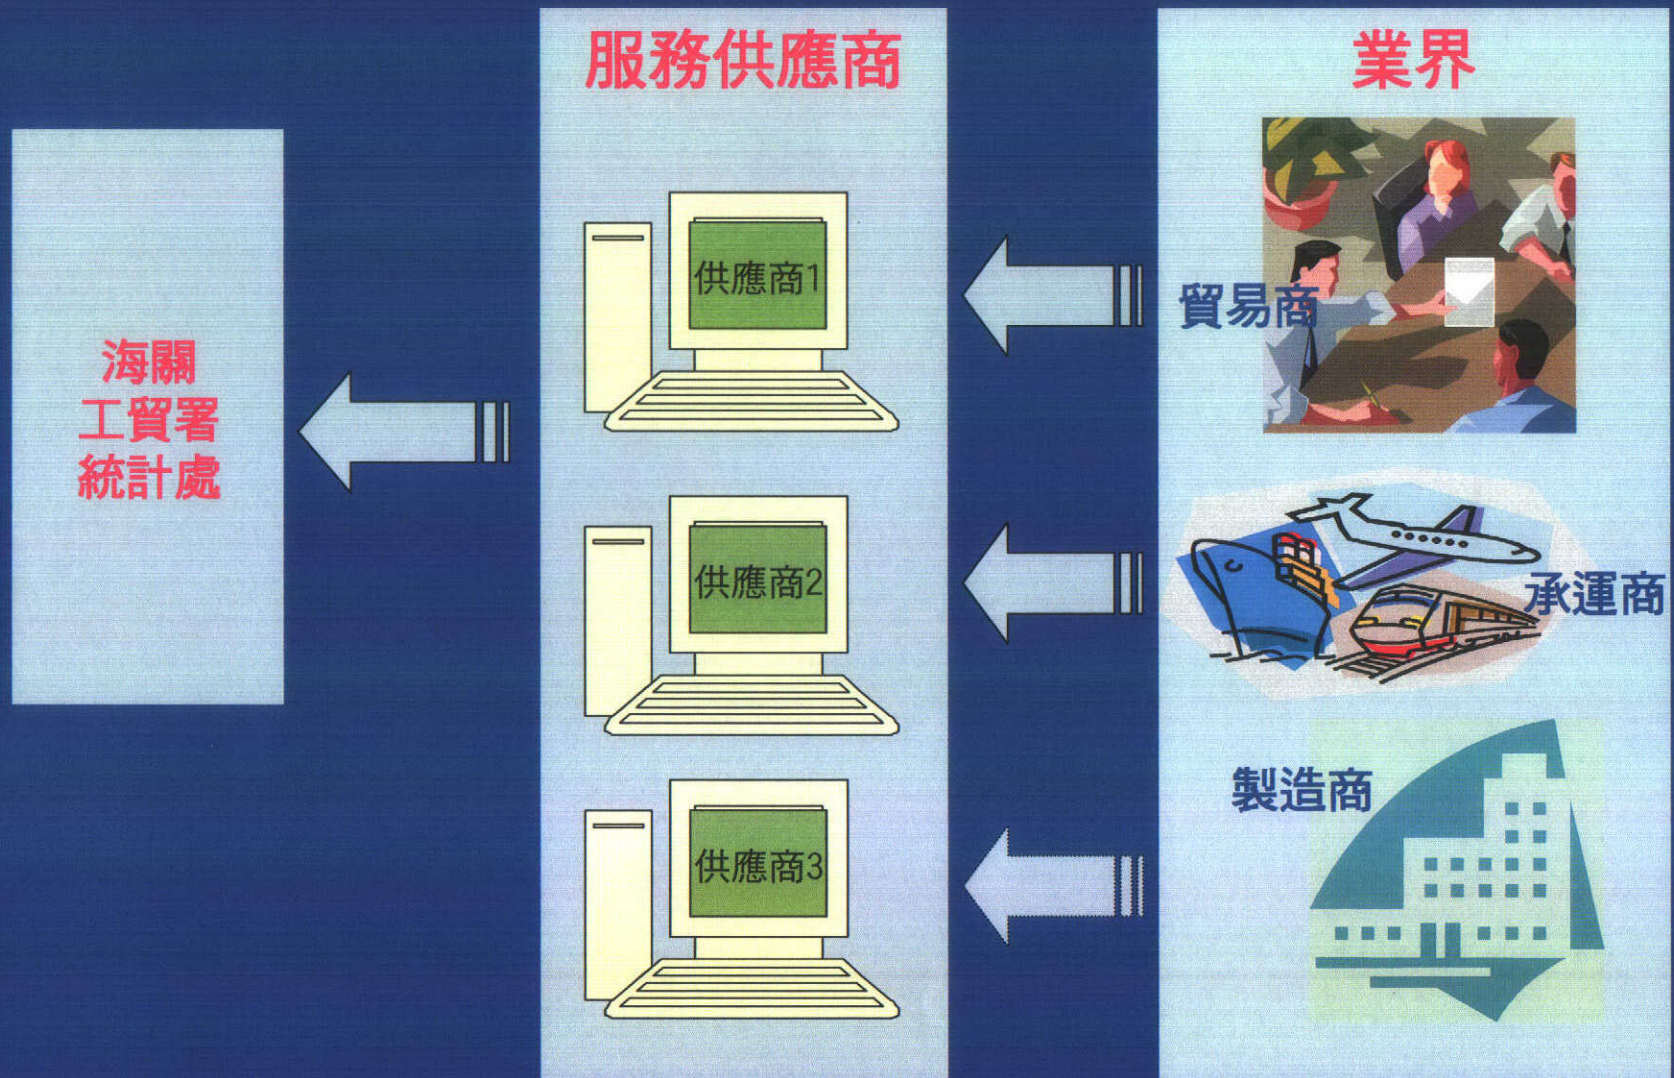 服務供應商
業界
海關
工貿署
統計處
供應商1
供應商2
供應商3
貿易商
承運商
製造商